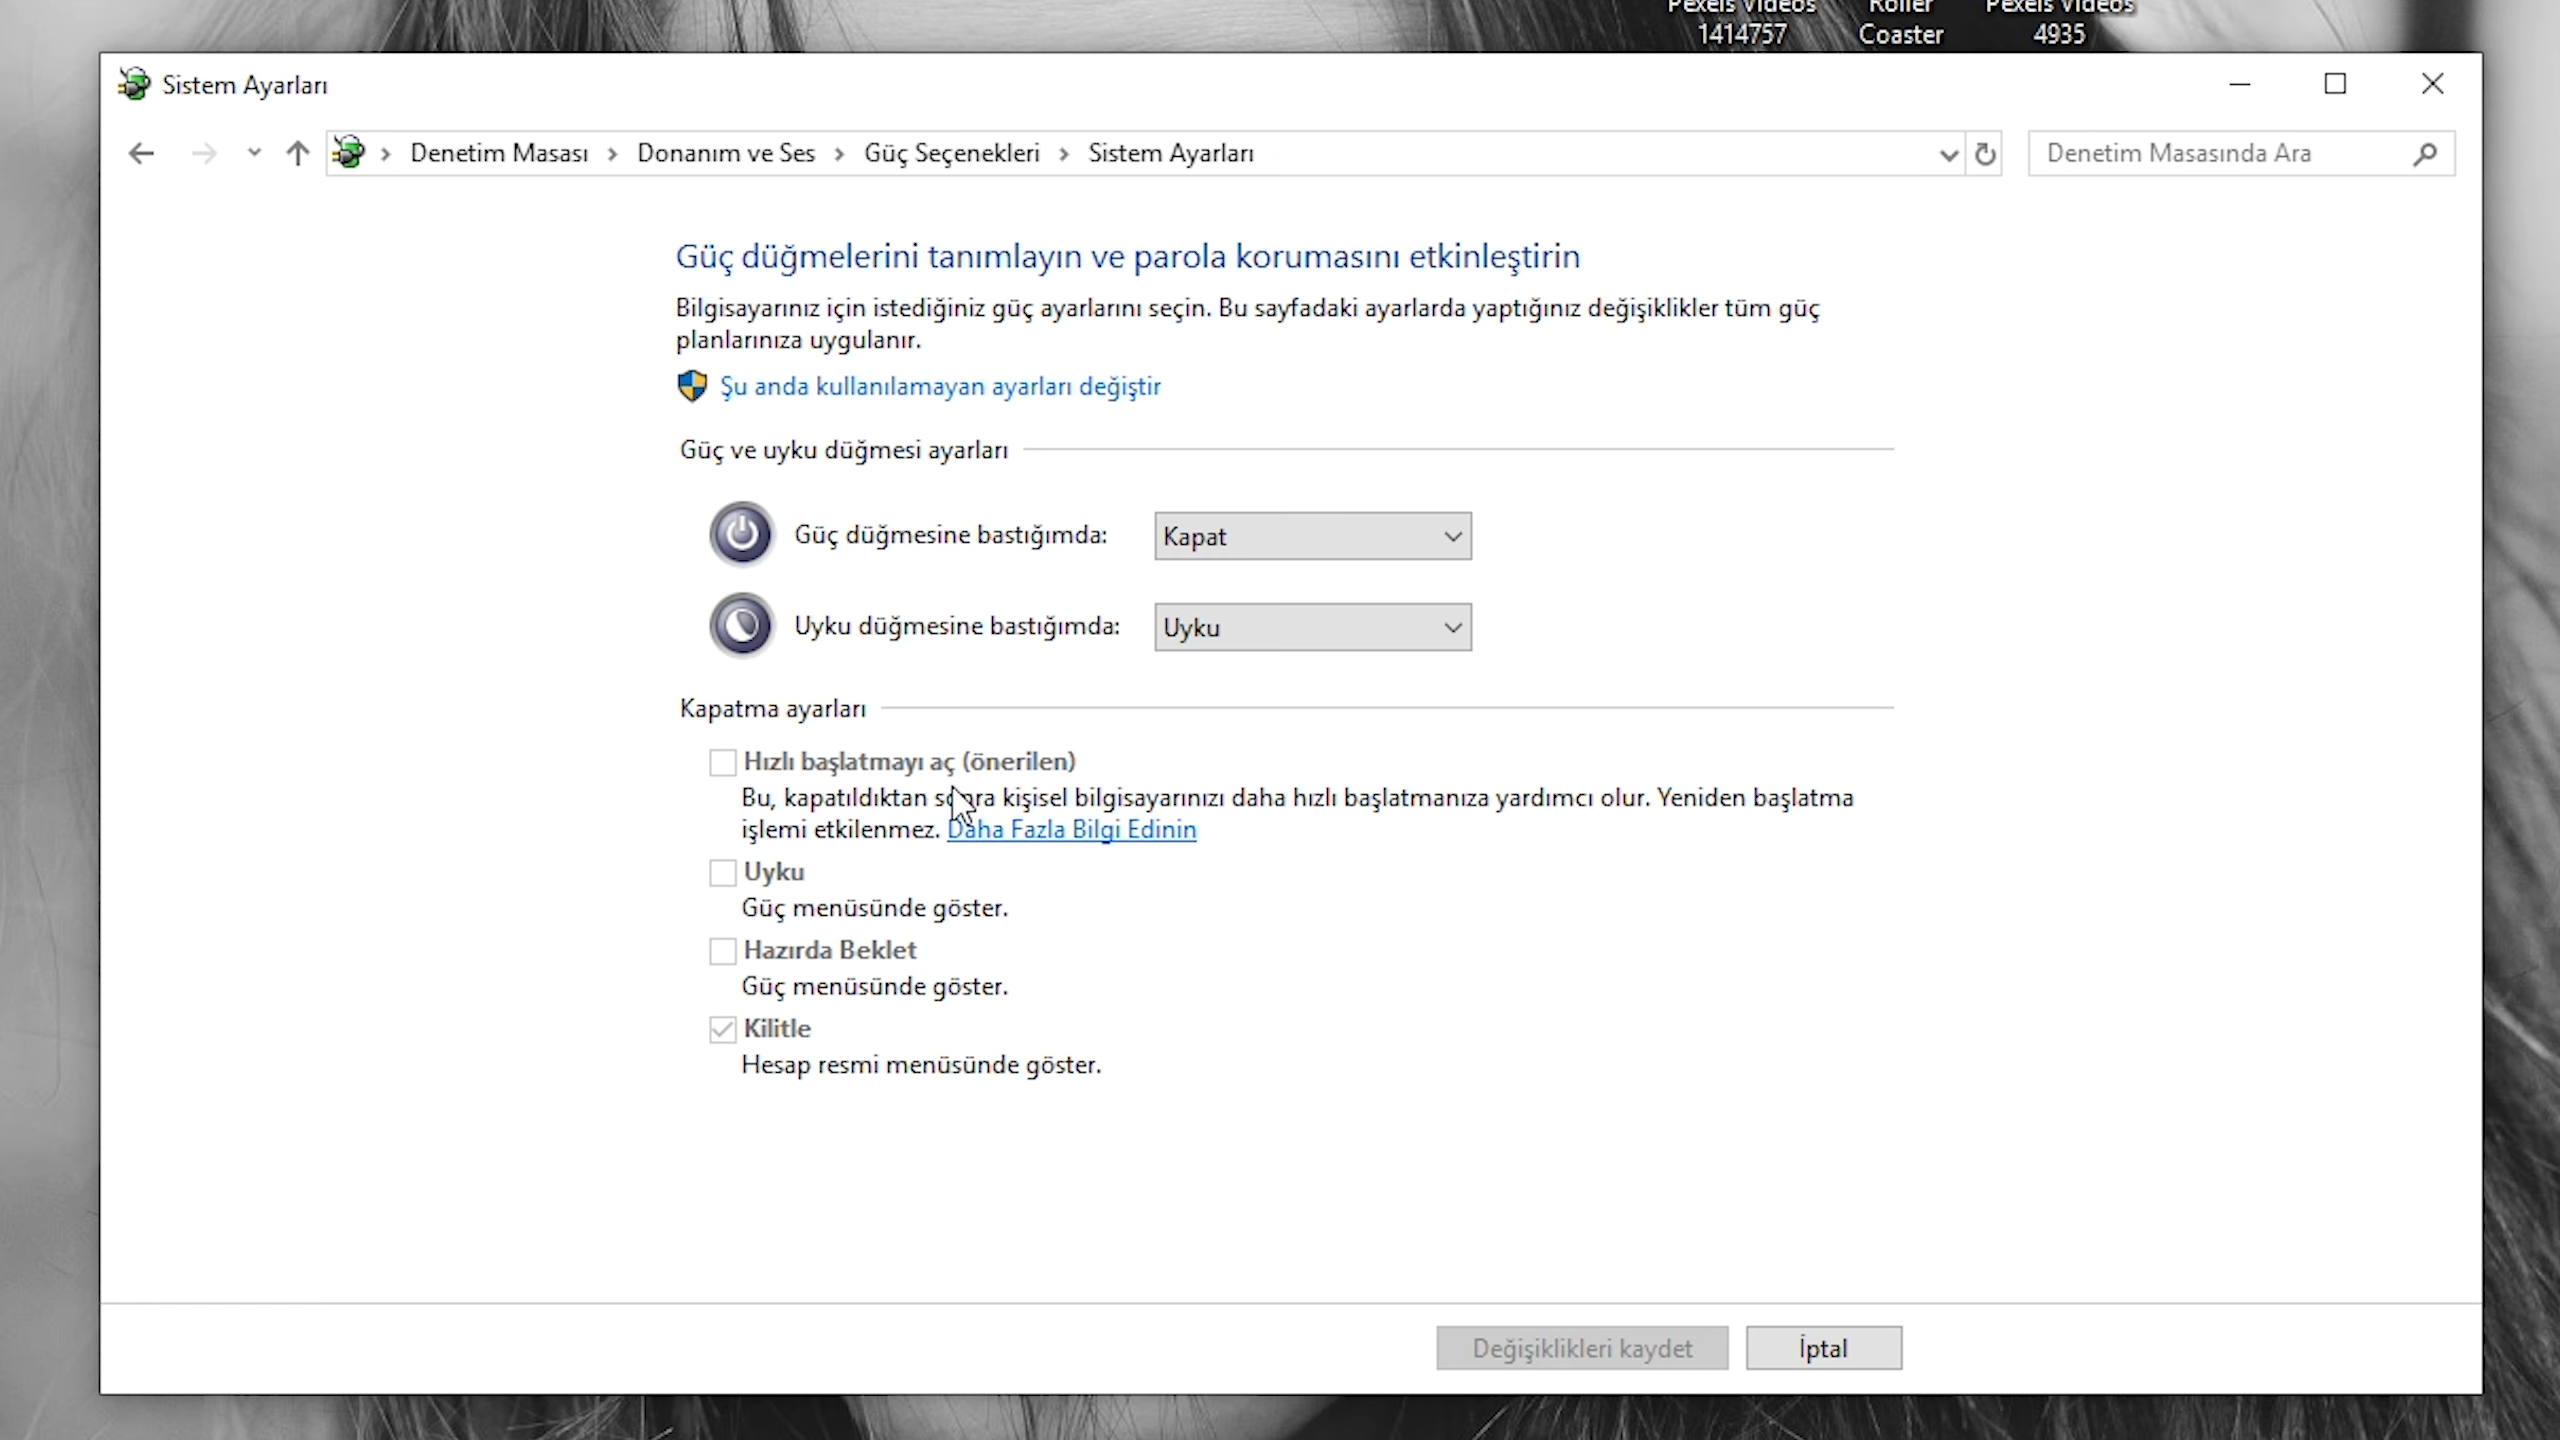 Pexels Videos
1414757
Roller
Coaster
Pexels Videos
4935
Sistem Ayarları
Denetim Masası
Donanım ve Ses
Güç Seçenekleri
Sistem Ayarları
Denetim Masasında Ara
Güç düğmelerini tanımlayın ve parola korumasını etkinleştirin
Bilgisayarınız için istediğiniz güç ayarlarını seçin. Bu sayfadaki ayarlarda yaptığınız değişiklikler tüm güç
planlarınıza uygulanır.
Şu anda kullanılamayan ayarları değiştir
Güç ve uyku düğmesi ayarları
Güç düğmesine bastığımda:
Kapat
Uyku düğmesine bastığımda:
Uyku
Kapatma ayarları
Hızlı başlatmayı aç (önerilen)
Bu, kapatıldıktan sonra kişisel bilgisayarınızı daha hızlı başlatmanıza yardımcı olur. Yeniden başlatma
işlemi etkilenmez. Daha Fazla Bilgi Edinin
Uyku
Güç menüsünde göster.
Hazırda Beklet
Güç menüsünde göster.
Kilitle
Hesap resmi menüsünde göster.
Değişiklikleri kaydet
İptal